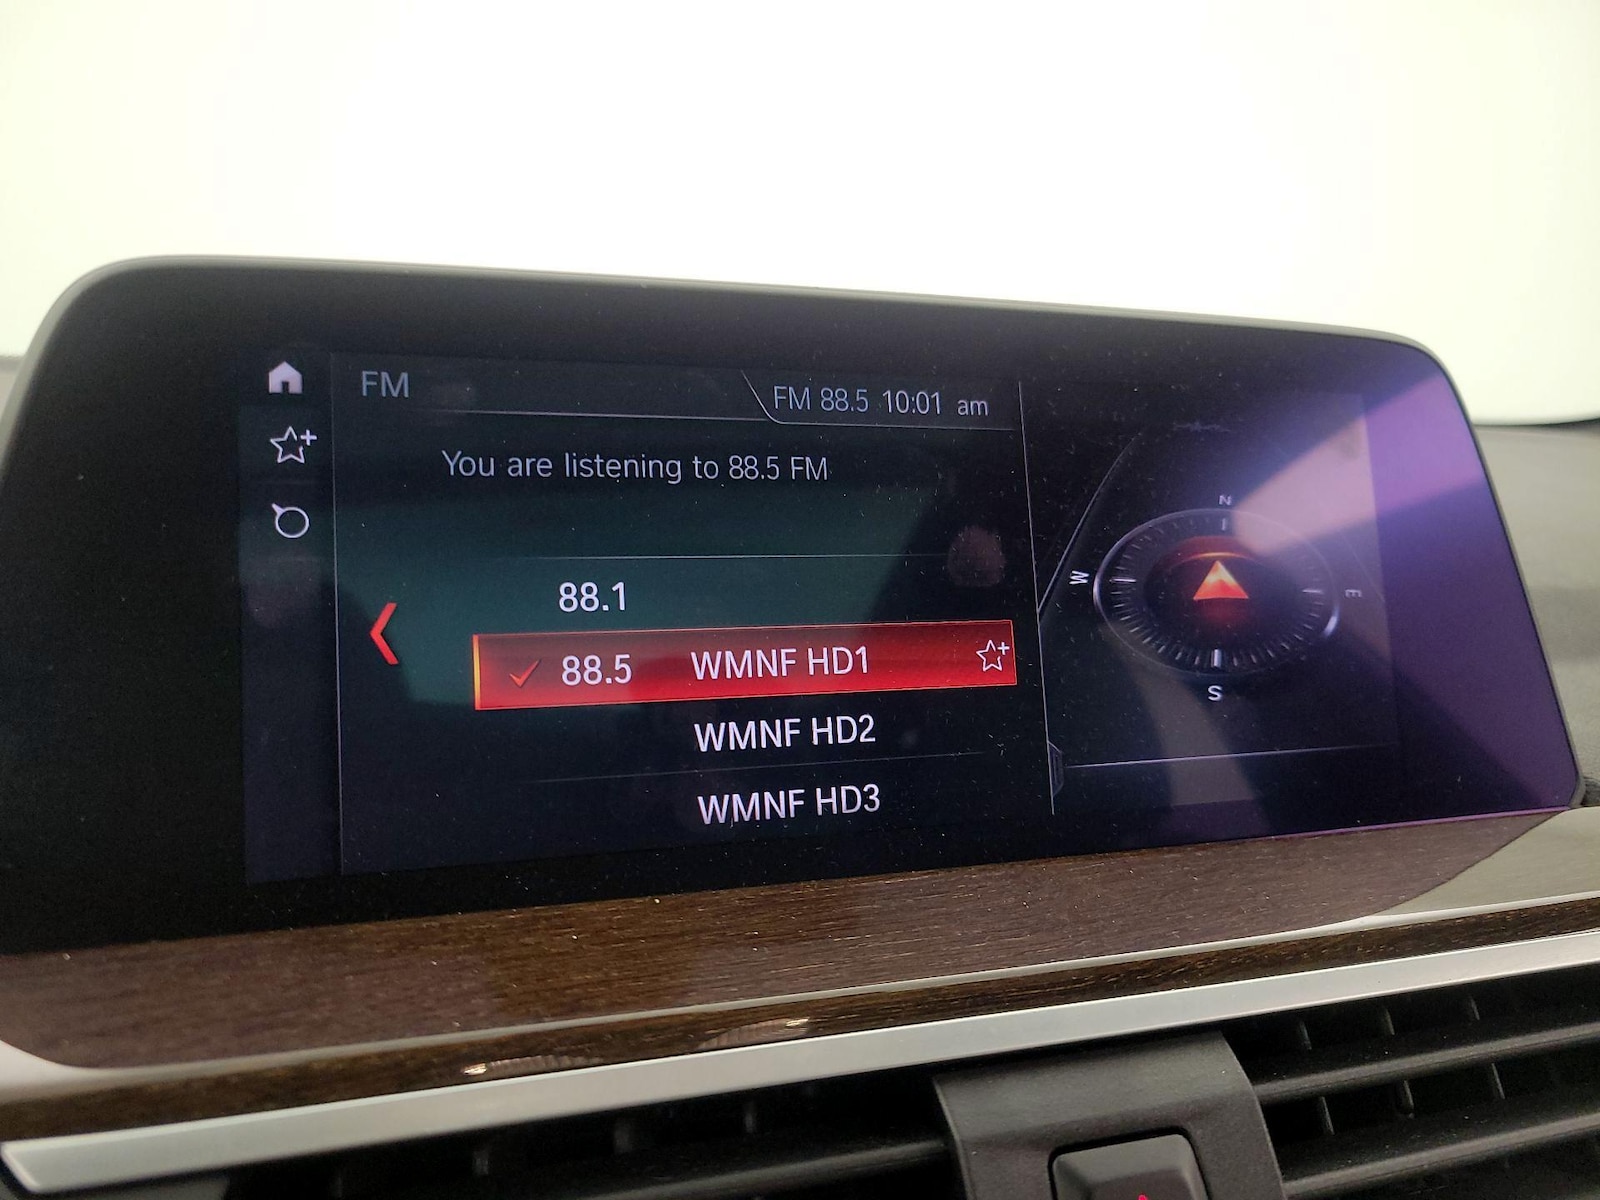 FM
FM 88.5 10:01 am
You are listening to 88.5 FM
88.1
88.5 WMNF HD1
WMNF HD2
WMNF HD3
N
W
E
S